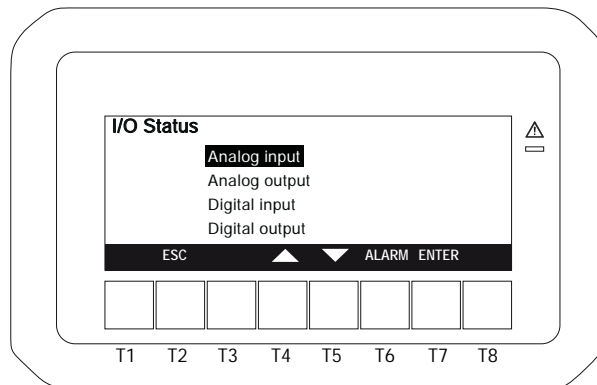 I/O Status
Analog input
Analog output
Digital input
Digital output
ESC ALARM ENTER
T1 T2 T3 T4 T5 T6 T7 T8